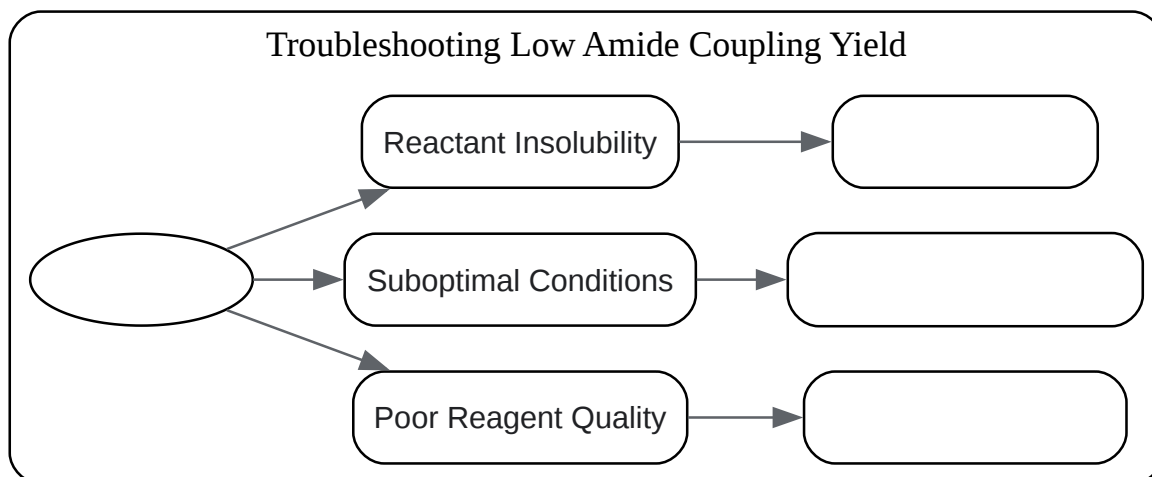 Troubleshooting Low Amide Coupling Yield
Reactant Insolubility
Suboptimal Conditions
Poor Reagent Quality